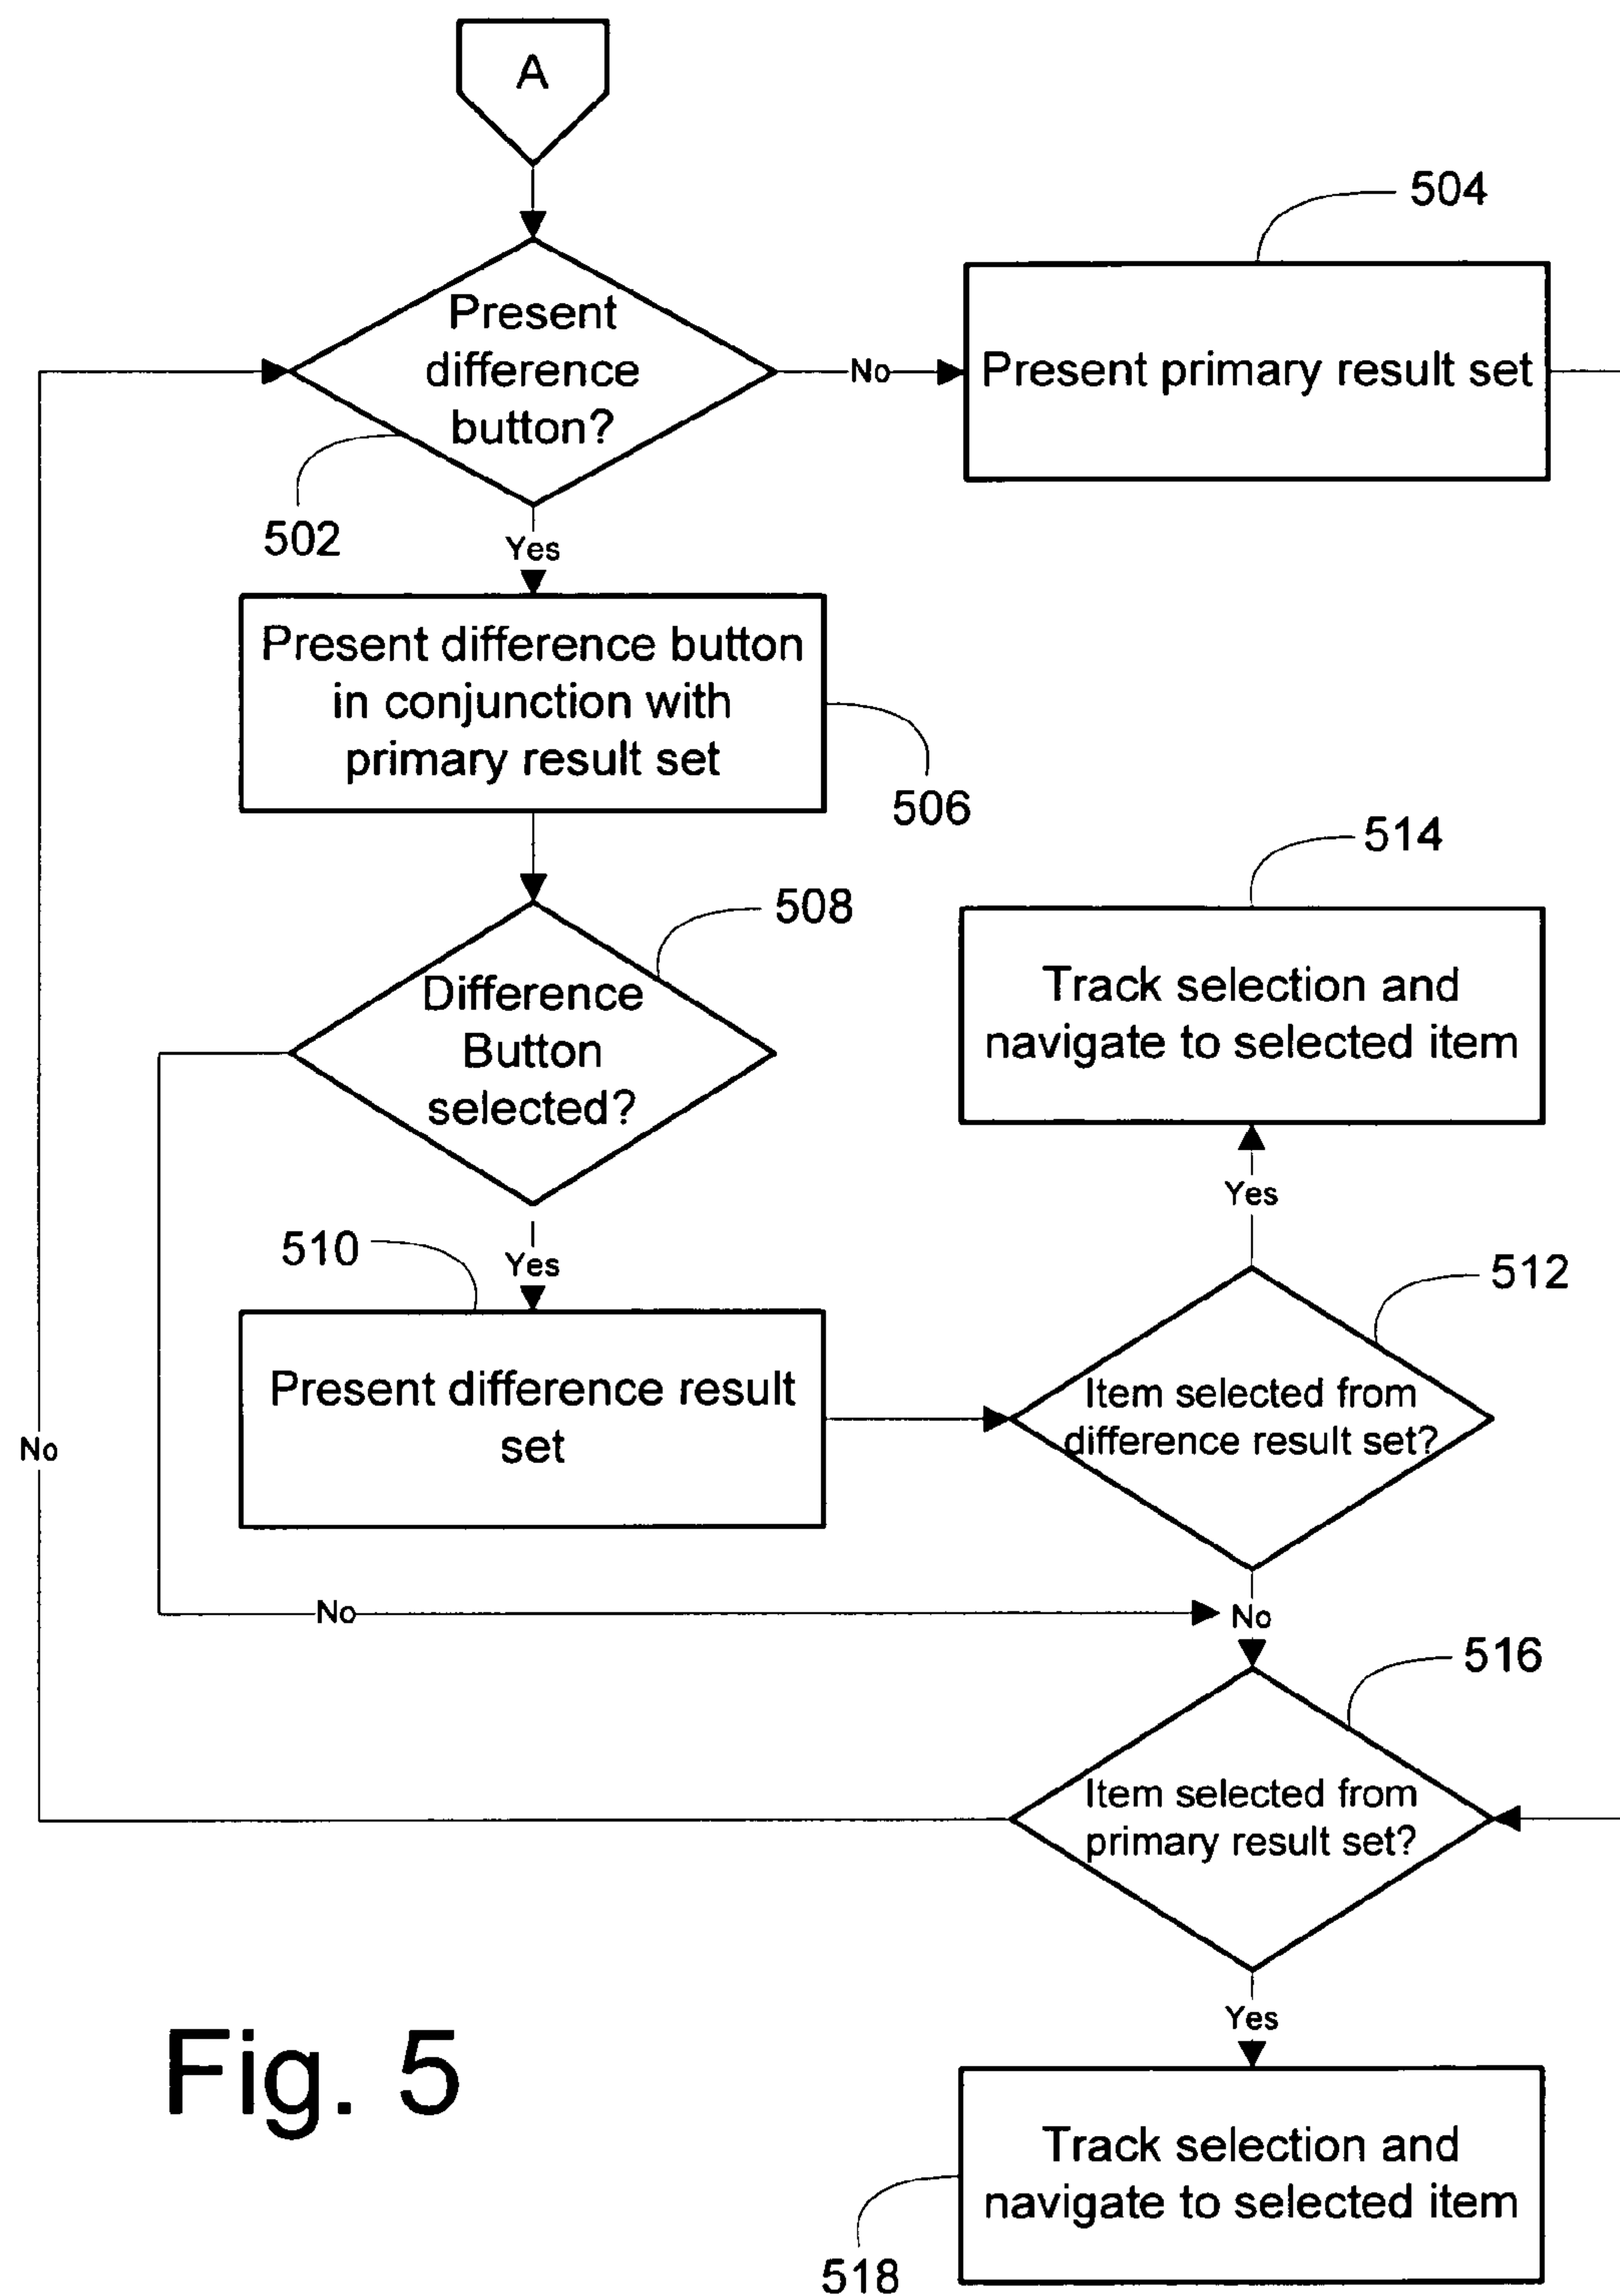 A
504
Present
difference
button?
No
Present primary result set
502
Yes
Present difference button
in conjunction with
primary result set
506
514
508
Difference
Button
selected?
Track selection and
navigate to selected item
Yes
510
Yes
512
Present difference result
set
Item selected from
difference result set?
No
No
No
516
Item selected from
primary result set?
Yes
Fig. 5
Track selection and
navigate to selected item
518